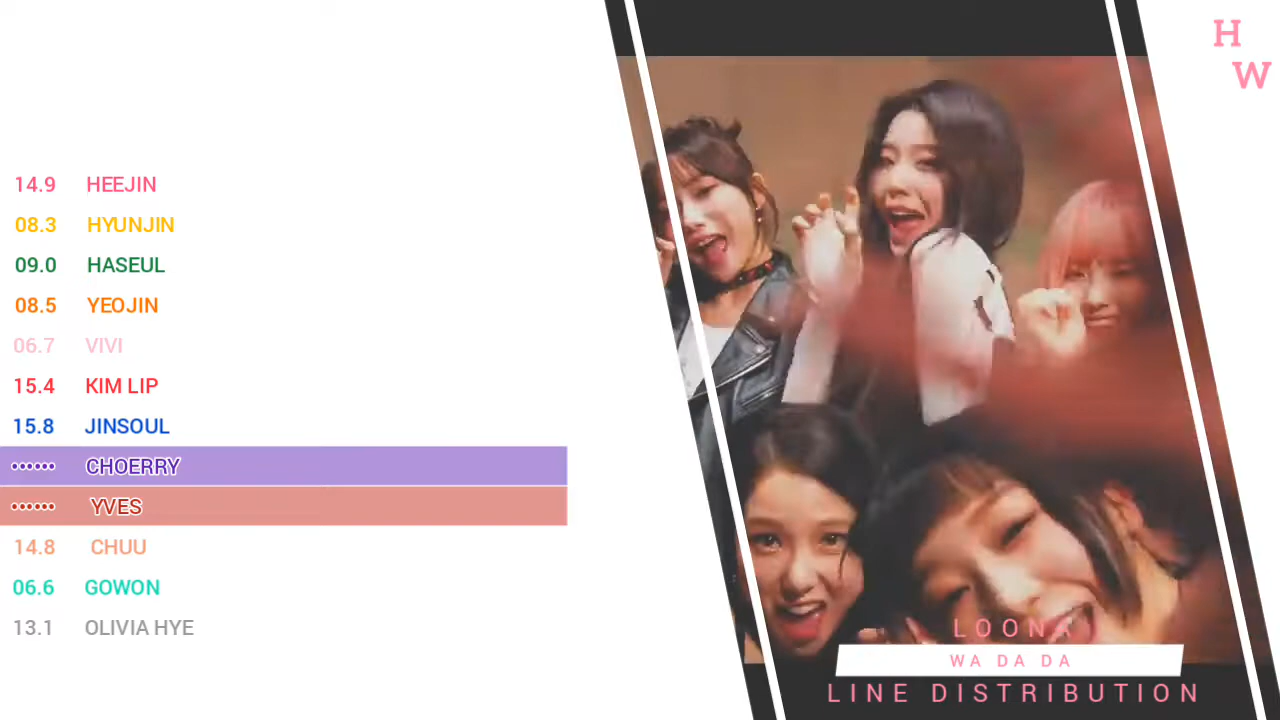 H
W
14.9 HEEJIN
08.3 HYUNJIN
09.0 HASEUL
08.5 YEOJIN
06.7 VIVI
15.4 KIM LIP
15.8 JINSOUL
•••••• CHOERRY
•••••• YVES
14.8 CHUU
06.6 GOWON
13.1 OLIVIA HYE
LOONA
WA DA DA
LINE DISTRIBUTION